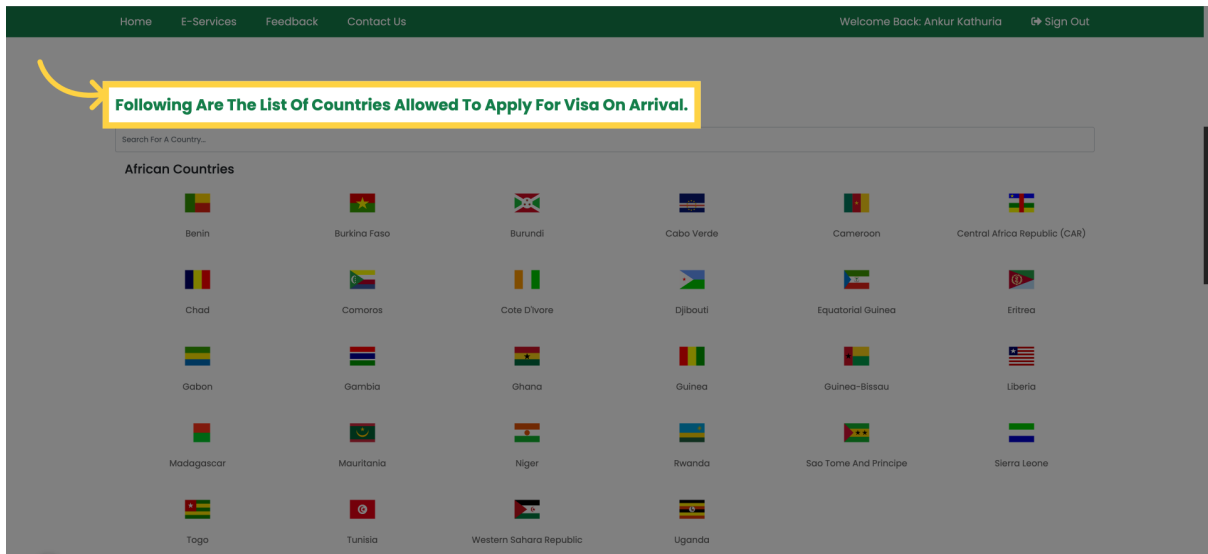 Home E-Services Feedback Contact Us Welcome Back: Ankur Kathuria Sign Out
Following Are The List Of Countries Allowed To Apply For Visa On Arrival.
Search For A Country...
African Countries
Benin Burkina Faso Burundi Cabo Verde Cameroon Central Africa Republic (CAR)
Chad Comoros Cote D'Ivore Djibouti Equatorial Guinea Eritrea
Gabon Gambia Ghana Guinea Guinea-Bissau Liberia
Madagascar Mauritania Niger Rwanda Sao Tome And Principe Sierra Leone
Togo Tunisia Western Sahara Republic Uganda